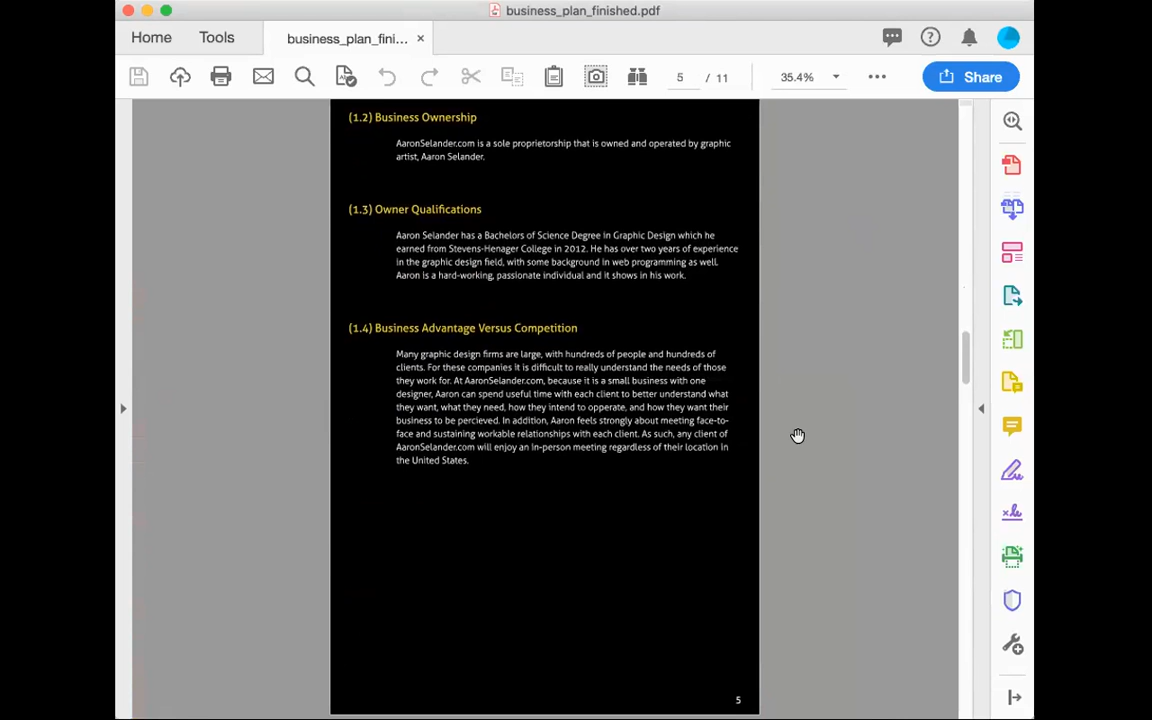 business_plan_finished.pdf
Home
Tools
business_plan_fini... ×
5 / 11
35.4%
Share
(1.2) Business Ownership
AaronSelander.com is a sole proprietorship that is owned and operated by graphic
artist, Aaron Selander.
(1.3) Owner Qualifications
Aaron Selander has a Bachelors of Science Degree in Graphic Design which he
earned from Stevens-Henager College in 2012. He has over two years of experience
in the graphic design field, with some background in web programming as well.
Aaron is a hard-working, passionate individual and it shows in his work.
(1.4) Business Advantage Versus Competition
Many graphic design firms are large, with hundreds of people and hundreds of
clients. For these companies it is difficult to really understand the needs of those
they work for. At AaronSelander.com, because it is a small business with one
designer, Aaron can spend useful time with each client to better understand what
they want, what they need, how they intend to opperate, and how they want their
business to be percieved. In addition, Aaron feels strongly about meeting face-to-
face and sustaining workable relationships with each client. As such, any client of
AaronSelander.com will enjoy an in-person meeting regardless of their location in
the United States.
5